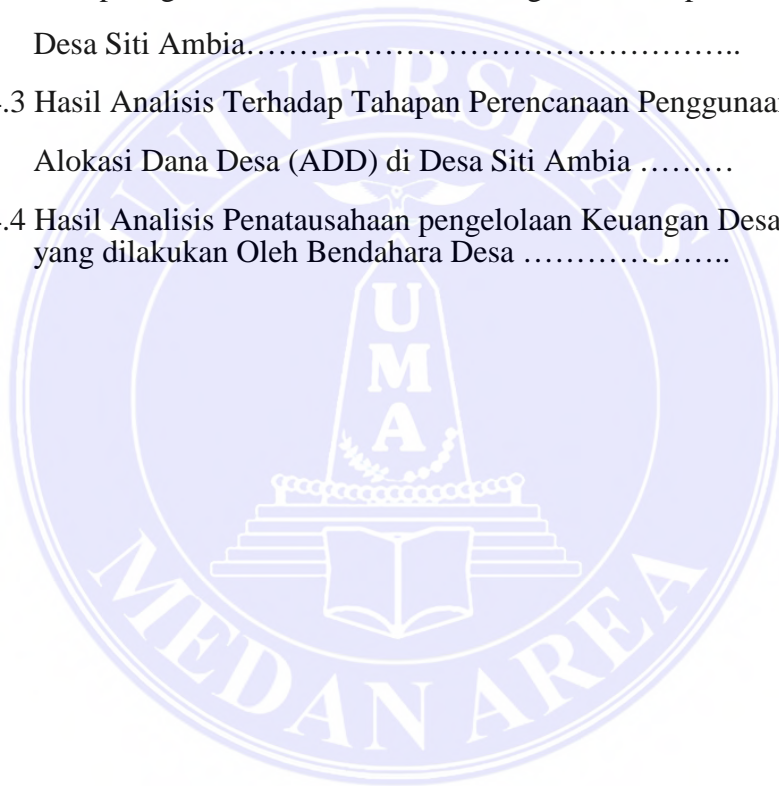 Desa Siti Ambia……………………………………..
.3 Hasil Analisis Terhadap Tahapan Perencanaan Penggunaan
Alokasi Dana Desa (ADD) di Desa Siti Ambia ………
.4 Hasil Analisis Penatausahaan pengelolaan Keuangan Desa
yang dilakukan Oleh Bendahara Desa ………………..
UNIVERSITAS
U
M
A
MEDAN AREA